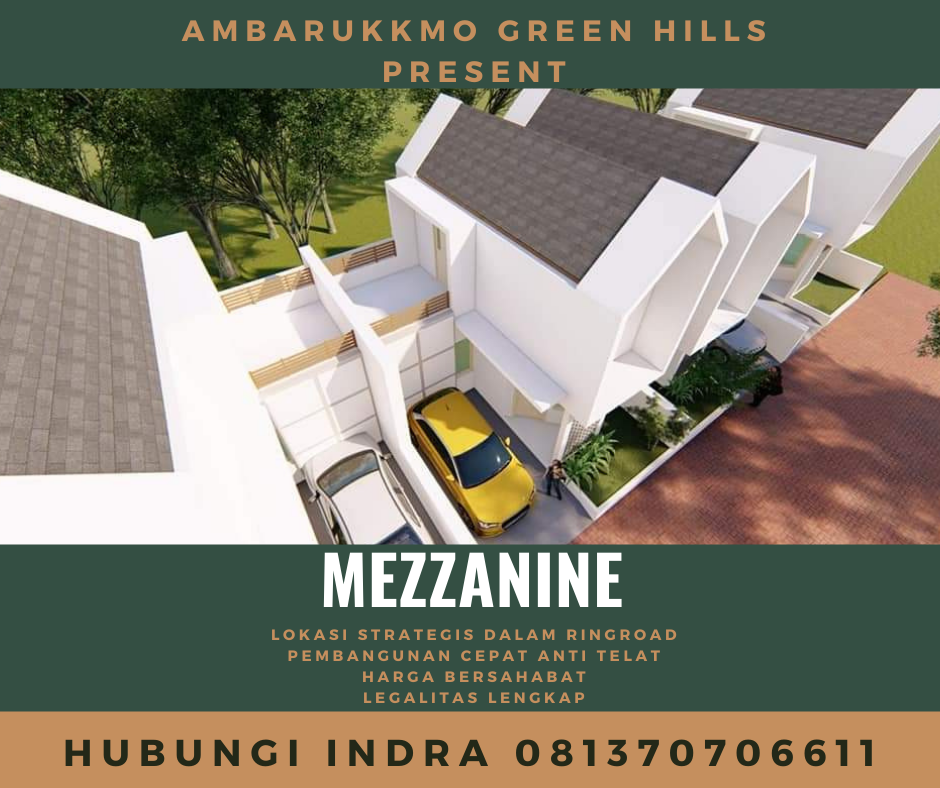 AMBARUKKMO GREEN HILLS
PRESENT
MEZZANINE
LOKASI STRATEGIS DALAM RINGROAD
PEMBANGUNAN CEPAT ANTI TELAT
HARGA BERSAHABAT
LEGALITAS LENGKAP
HUBUNGI INDRA 081370706611